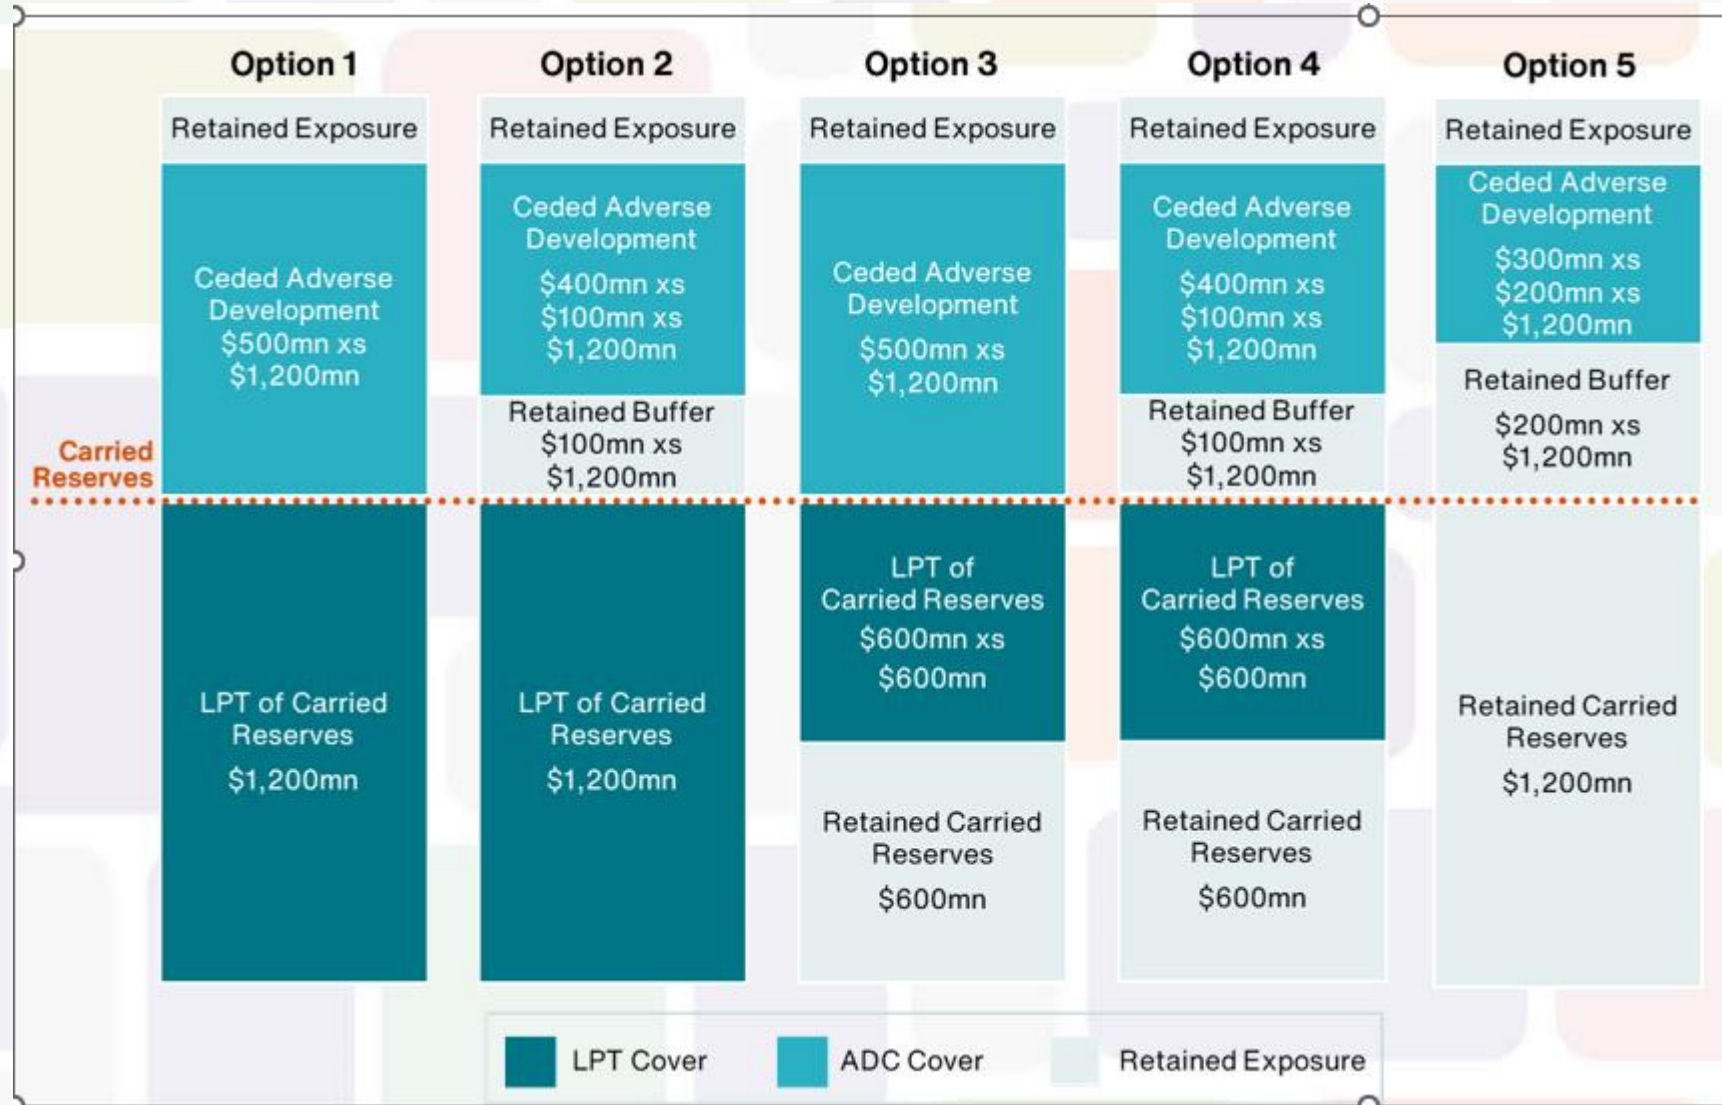 Option 1
Retained Exposure
Ceded Adverse
Development
$500mn xs
$1,200mn
LPT of Carried
Reserves
$1,200mn
Option 2
Retained Exposure
Ceded Adverse
Development
$400mn xs
$100mn xs
$1,200mn
Retained Buffer
$100mn xs
$1,200mn
LPT of Carried
Reserves
$1,200mn
Option 3
Retained Exposure
Ceded Adverse
Development
$500mn xs
$1,200mn
LPT of
Carried Reserves
$600mn xs
$600mn
Retained Carried
Reserves
$600mn
Option 4
Retained Exposure
Ceded Adverse
Development
$400mn xs
$100mn xs
$1,200mn
Retained Buffer
$100mn xs
$1,200mn
LPT of
Carried Reserves
$600mn xs
$600mn
Retained Carried
Reserves
$600mn
Option 5
Retained Exposure
Ceded Adverse
Development
$300mn xs
$200mn xs
$1,200mn
Retained Buffer
$200mn xs
$1,200mn
Retained Carried
Reserves
$1,200mn
Carried
Reserves
LPT Cover
ADC Cover
Retained Exposure